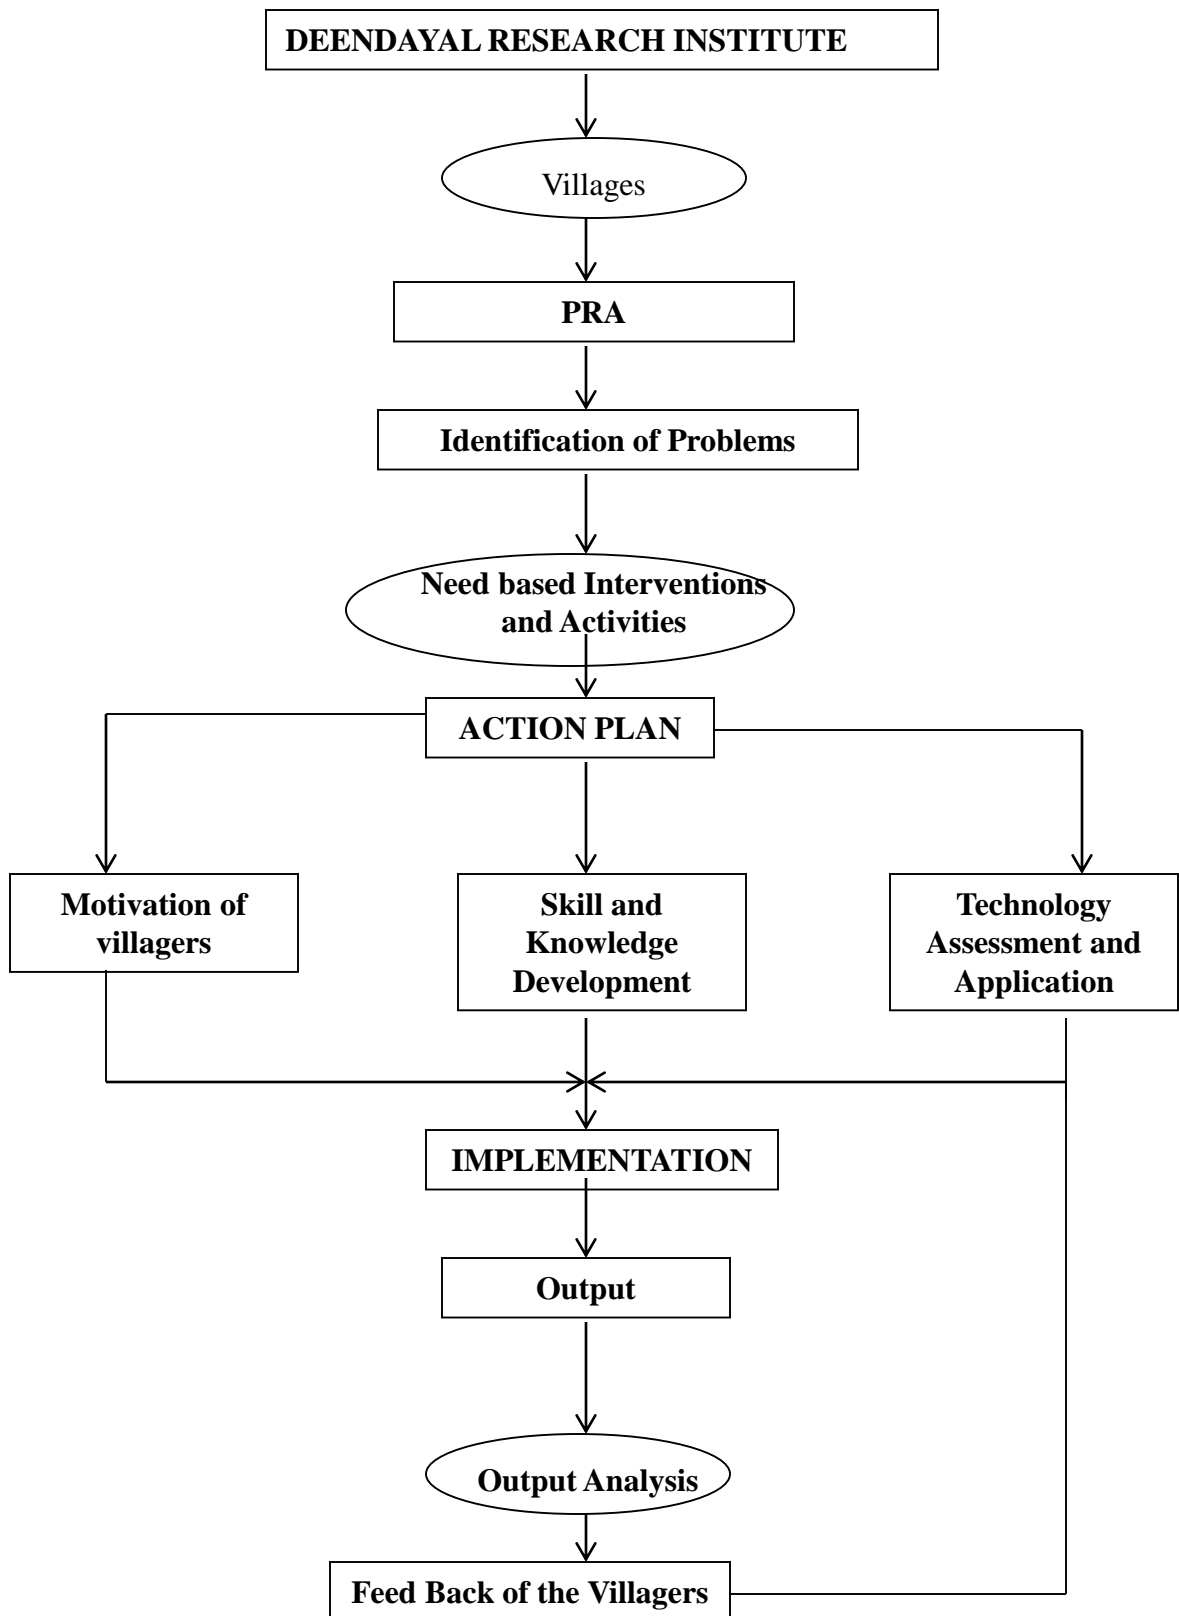 DEENDAYAL RESEARCH INSTITUTE
Villages
PRA
Identification of Problems
Need based Interventions
and Activities
ACTION PLAN
Motivation of
villagers
Skill and
Knowledge
Development
Technology
Assessment and
Application
IMPLEMENTATION
Output
Output Analysis
Feed Back of the Villagers